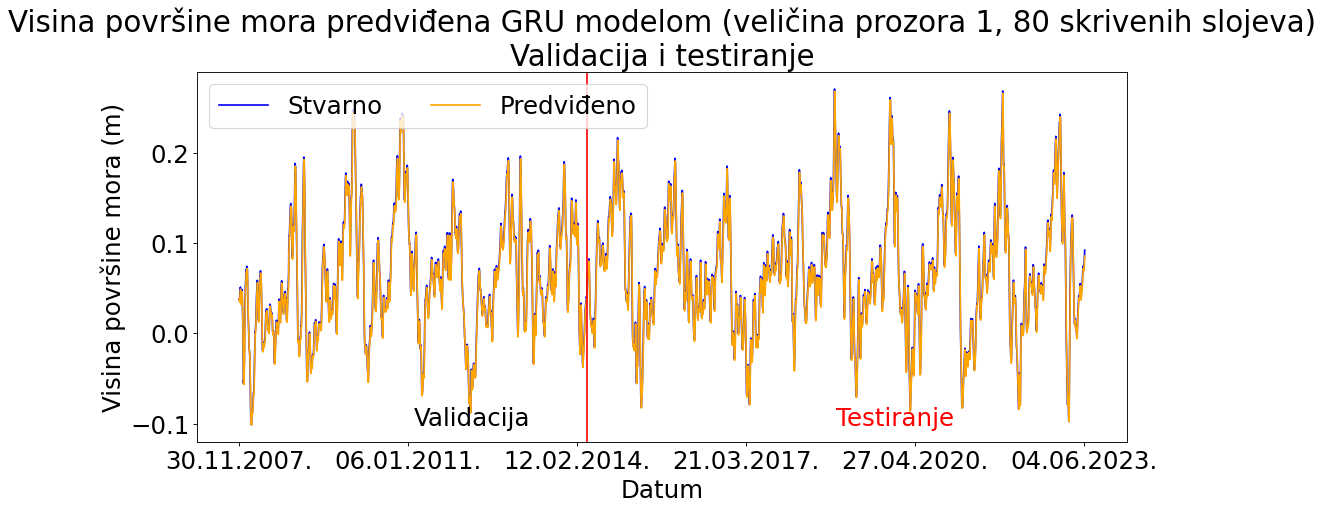 Visina površine mora predviđena GRU modelom (veličina prozora 1, 80 skrivenih slojeva)
Validacija i testiranje
Stvarno
Predviđeno
Visina površine mora (m)
0.2
0.1
0.0
−0.1
Validacija
Testiranje
30.11.2007.
06.01.2011.
12.02.2014.
21.03.2017.
27.04.2020.
04.06.2023.
Datum